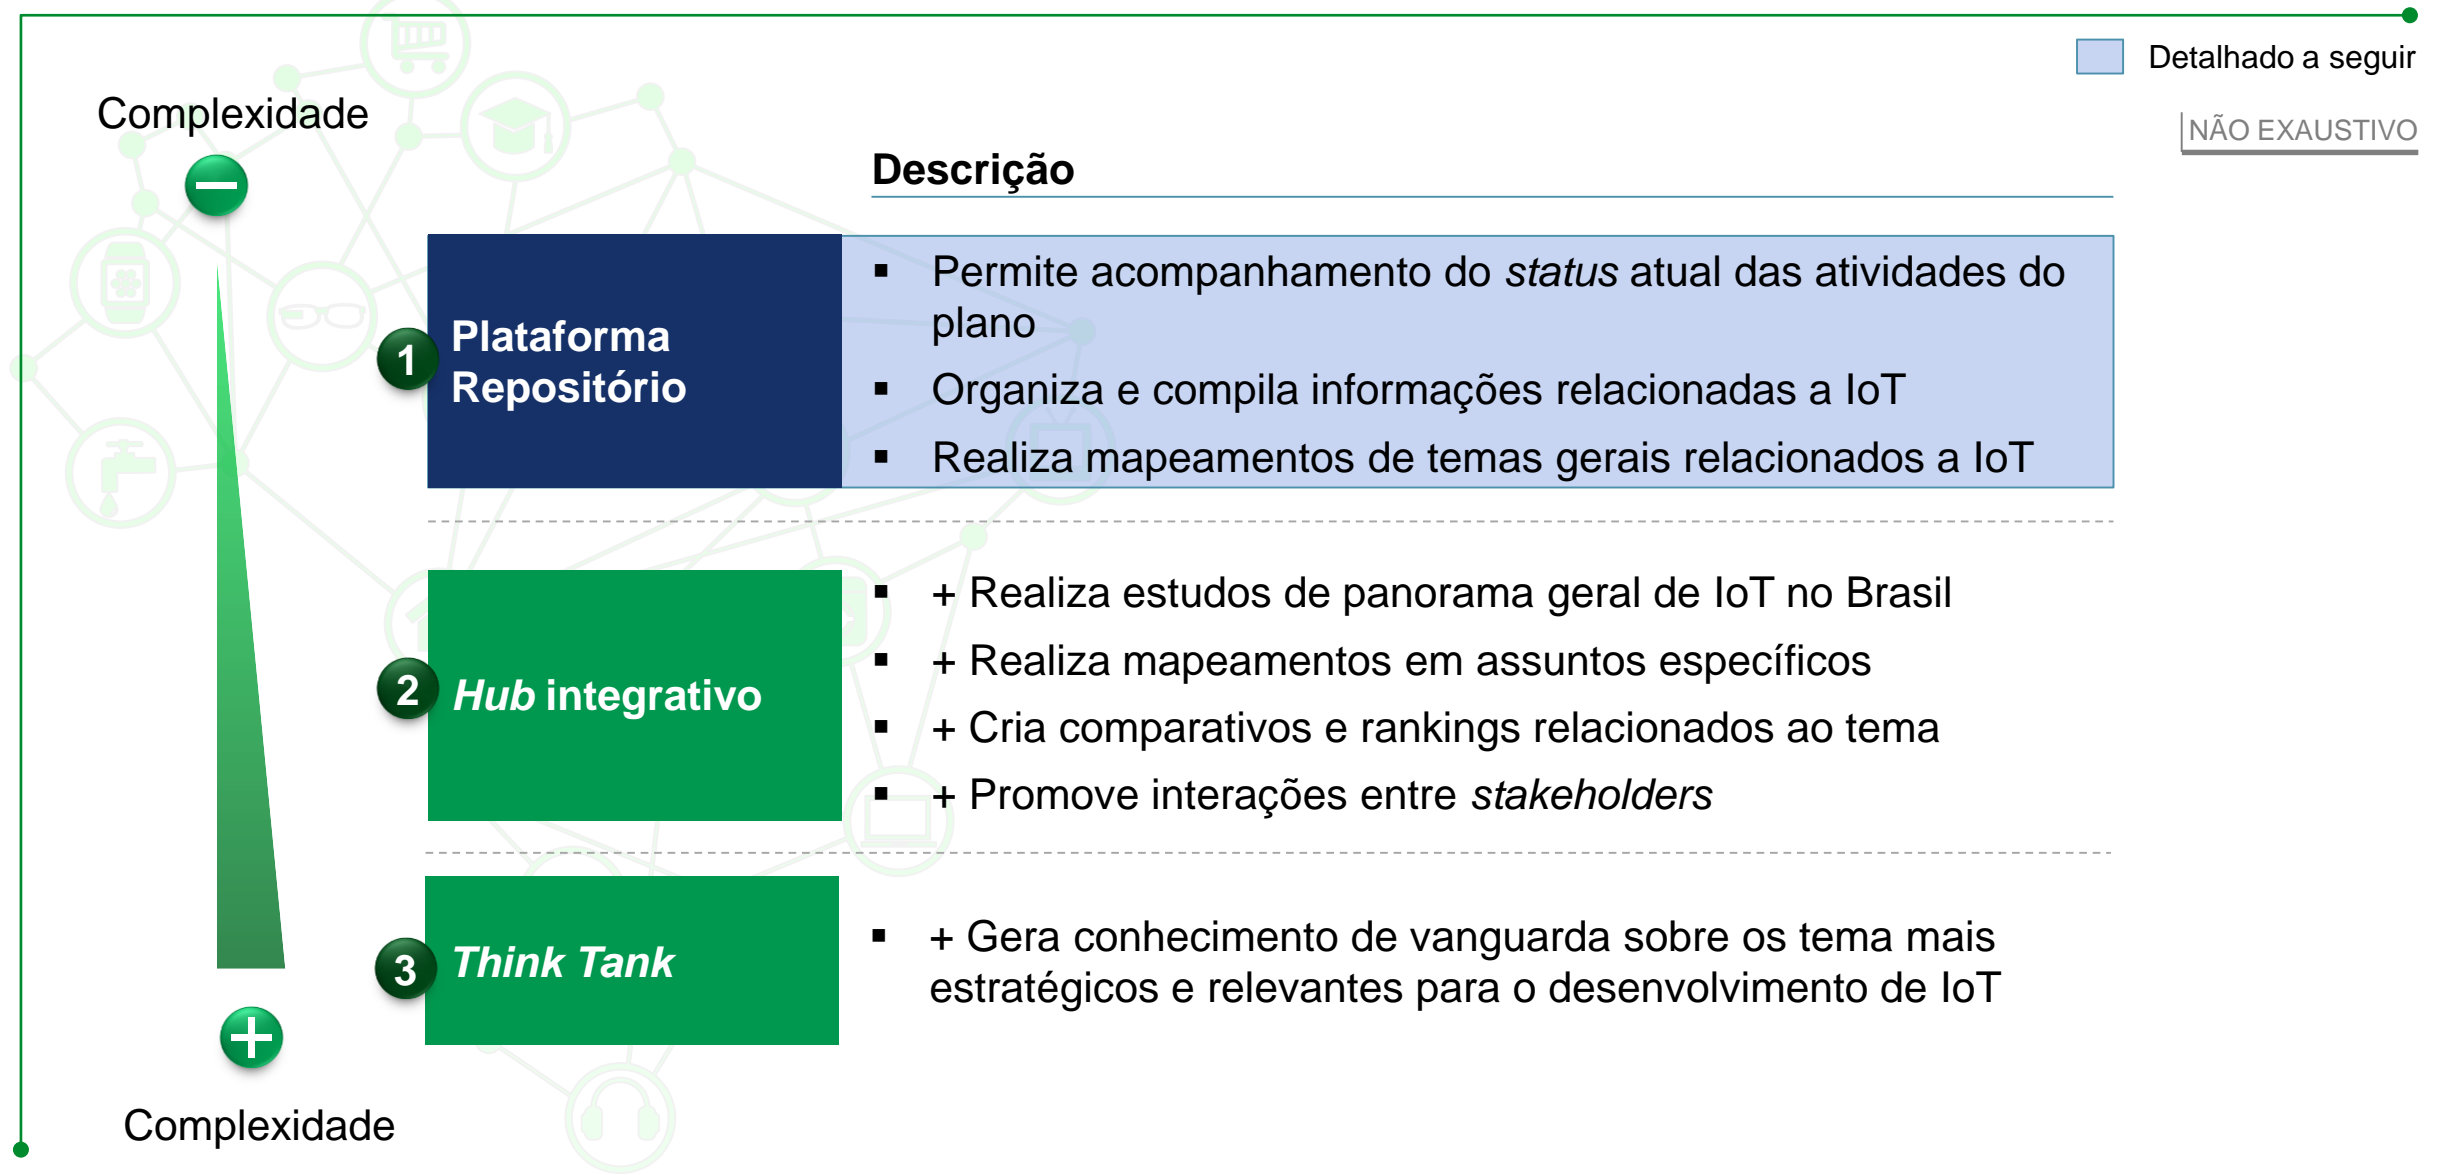 Detalhado a seguir
NÃO EXAUSTIVO
Complexidade
Descrição
1
Plataforma
Repositório
▪ Permite acompanhamento do status atual das atividades do
plano
▪ Organiza e compila informações relacionadas a IoT
▪ Realiza mapeamentos de temas gerais relacionados a IoT
2
Hub integrativo
▪ + Realiza estudos de panorama geral de IoT no Brasil
▪ + Realiza mapeamentos em assuntos específicos
▪ + Cria comparativos e rankings relacionados ao tema
▪ + Promove interações entre stakeholders
3
Think Tank
▪ + Gera conhecimento de vanguarda sobre os tema mais
estratégicos e relevantes para o desenvolvimento de IoT
Complexidade